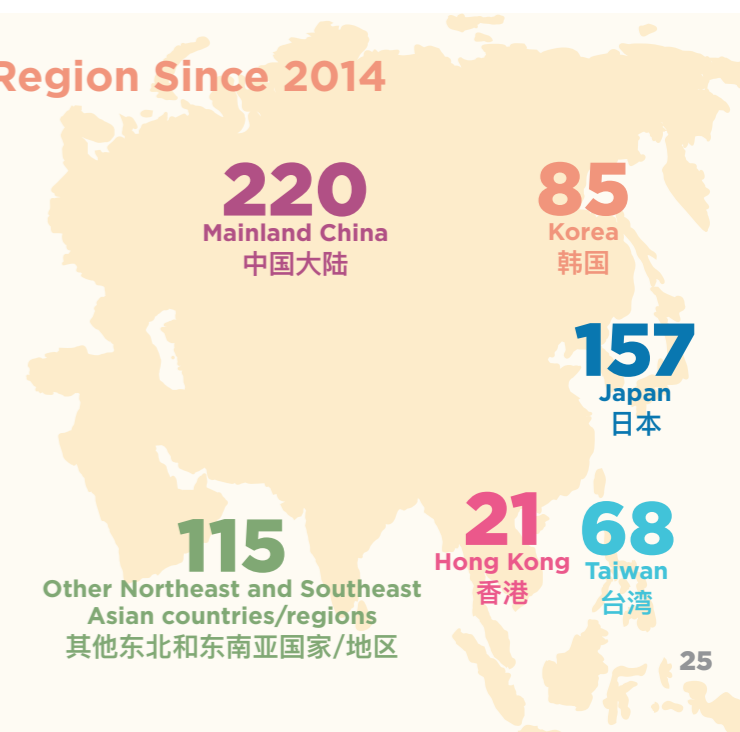 Region Since 2014
220
Mainland China
中国大陆
85
Korea
韩国
157
Japan
日本
21
Hong Kong
香港
68
Taiwan
台湾
115
Other Northeast and Southeast
Asian countries/regions
其他东北和东南亚国家/地区
25